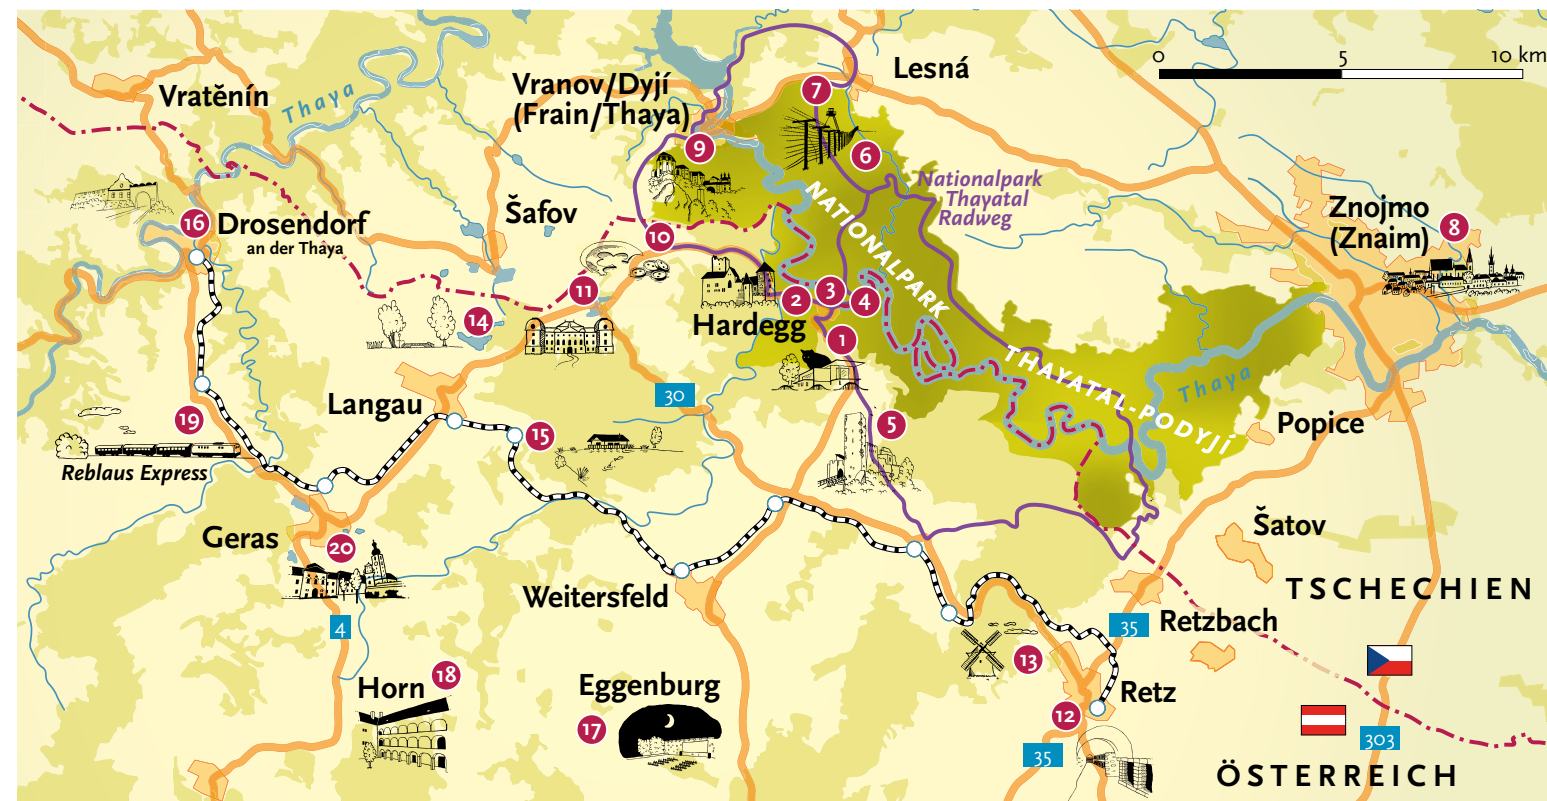 0 5 10 km
Lesná
Vranov/Dyjí
(Frain/Thaya)
Vratěnín
Thaya
7
9
6
Nationalpark
Thayatal
Radweg
Šafov
Znojmo
(Znaim)
8
16
Drosendorf
an der Thaya
10
11
14
2
3
4
Hardegg
1
NATIONALPARK
THAYATAL-PODYJÍ
Thaya
30
Langau
19
15
5
Popice
Reblaus Express
Geras
20
Šatov
Weitersfeld
TSCHECHIEN
4
35
Retzbach
13
Horn
18
Eggenburg
17
Retz
12
35
303
ÖSTERREICH